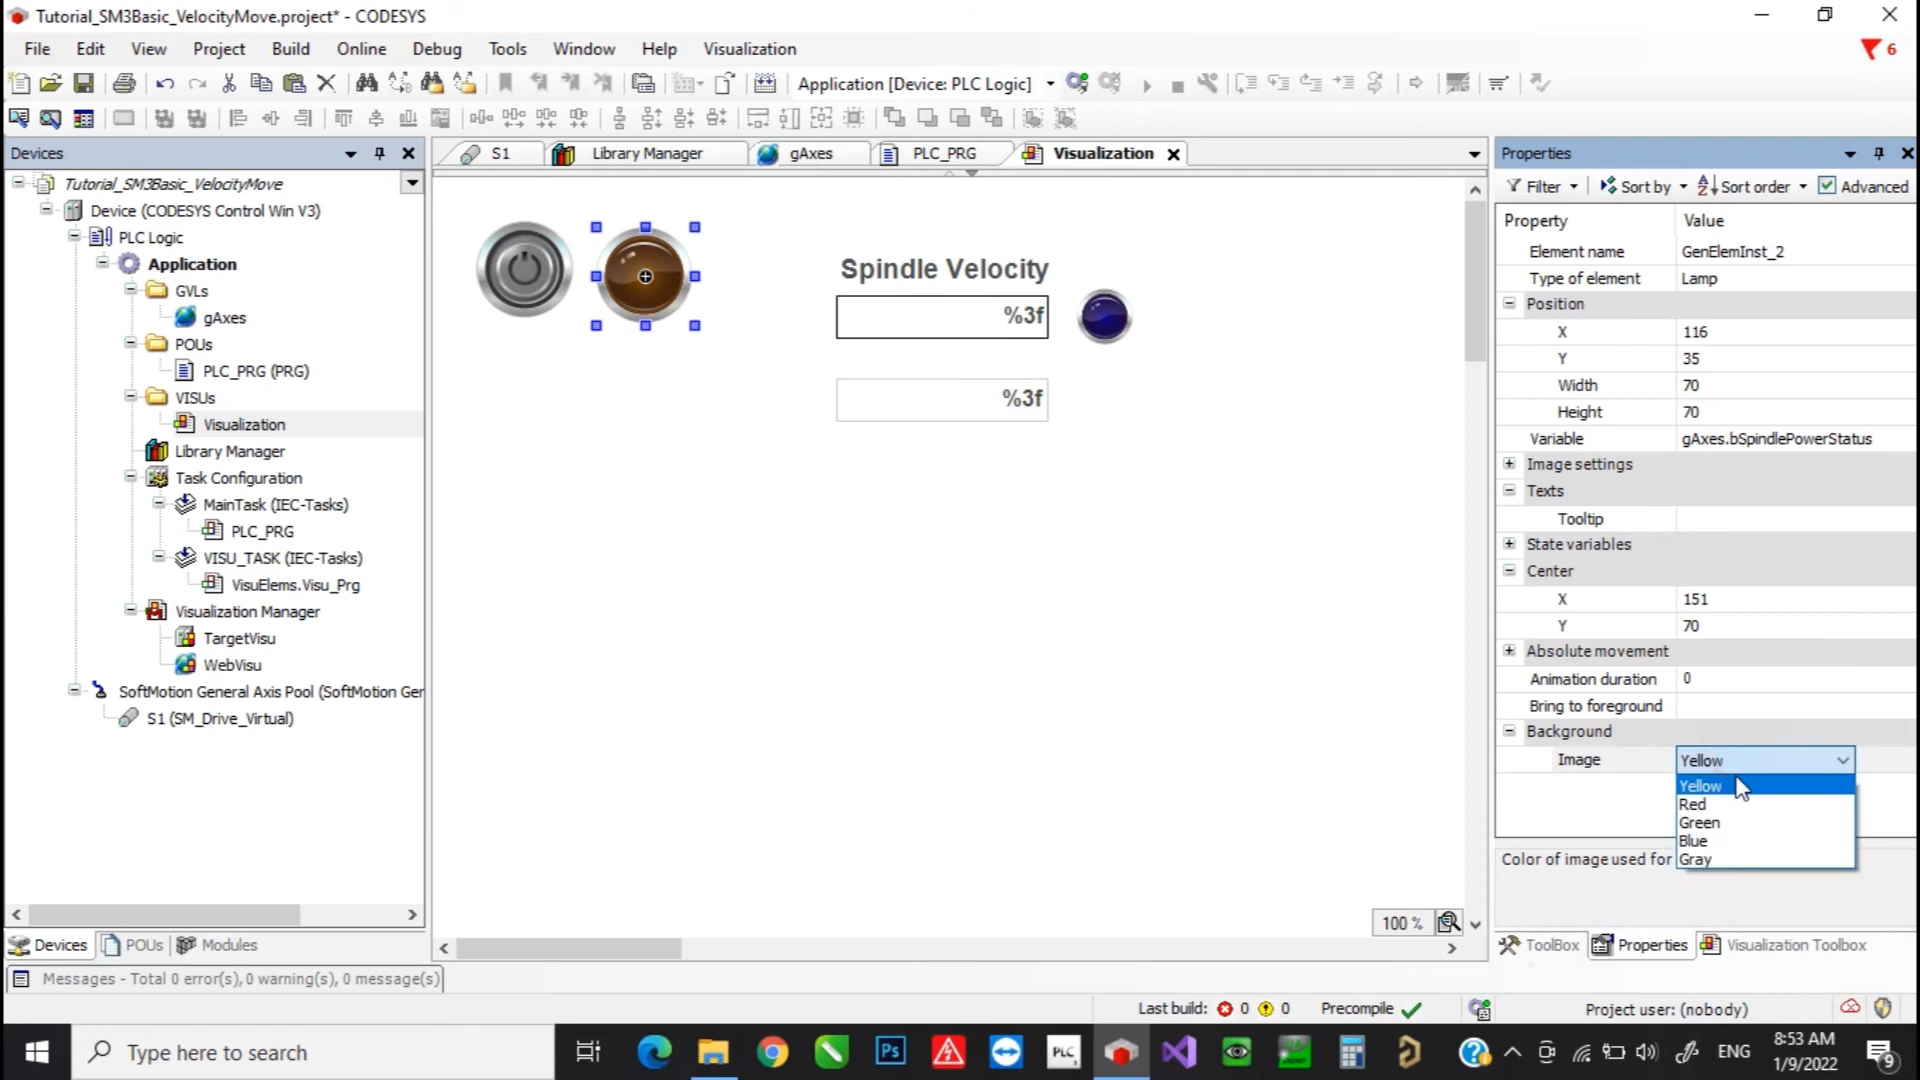 Tutorial_SM3Basic_VelocityMove.project* - CODESYS
File Edit View Project Build Online Debug Tools Window Help Visualization
6
Application [Device: PLC Logic]
Devices
Tutorial_SM3Basic_VelocityMove
Device (CODESYS Control Win V3)
PLC Logic
Application
GVLs
gAxes
POUs
PLC_PRG (PRG)
VISUs
Visualization
Library Manager
Task Configuration
MainTask (IEC-Tasks)
PLC_PRG
VISU_TASK (IEC-Tasks)
VisuElems.Visu_Prg
Visualization Manager
TargetVisu
WebVisu
SoftMotion General Axis Pool (SoftMotion Ger
S1 (SM_Drive_Virtual)
Devices POUs Modules
S1 Library Manager gAxes PLC_PRG Visualization
Spindle Velocity
%3f
%3f
100 %
Properties
Filter Sort by Sort order Advanced
Property Value
Element name GenElemInst_2
Type of element Lamp
Position
X 116
Y 35
Width 70
Height 70
Variable gAxes.bSpindlePowerStatus
Image settings
Texts
Tooltip
State variables
Center
X 151
Y 70
Absolute movement
Animation duration 0
Bring to foreground
Background
Image Yellow
Yellow
Red
Green
Blue
Gray
Color of image used for
ToolBox Properties Visualization Toolbox
Messages - Total 0 error(s), 0 warning(s), 0 message(s)
Last build: 0 0 Precompile Project user: (nobody)
Type here to search
Ps
PLC
ENG
8:53 AM
1/9/2022
9